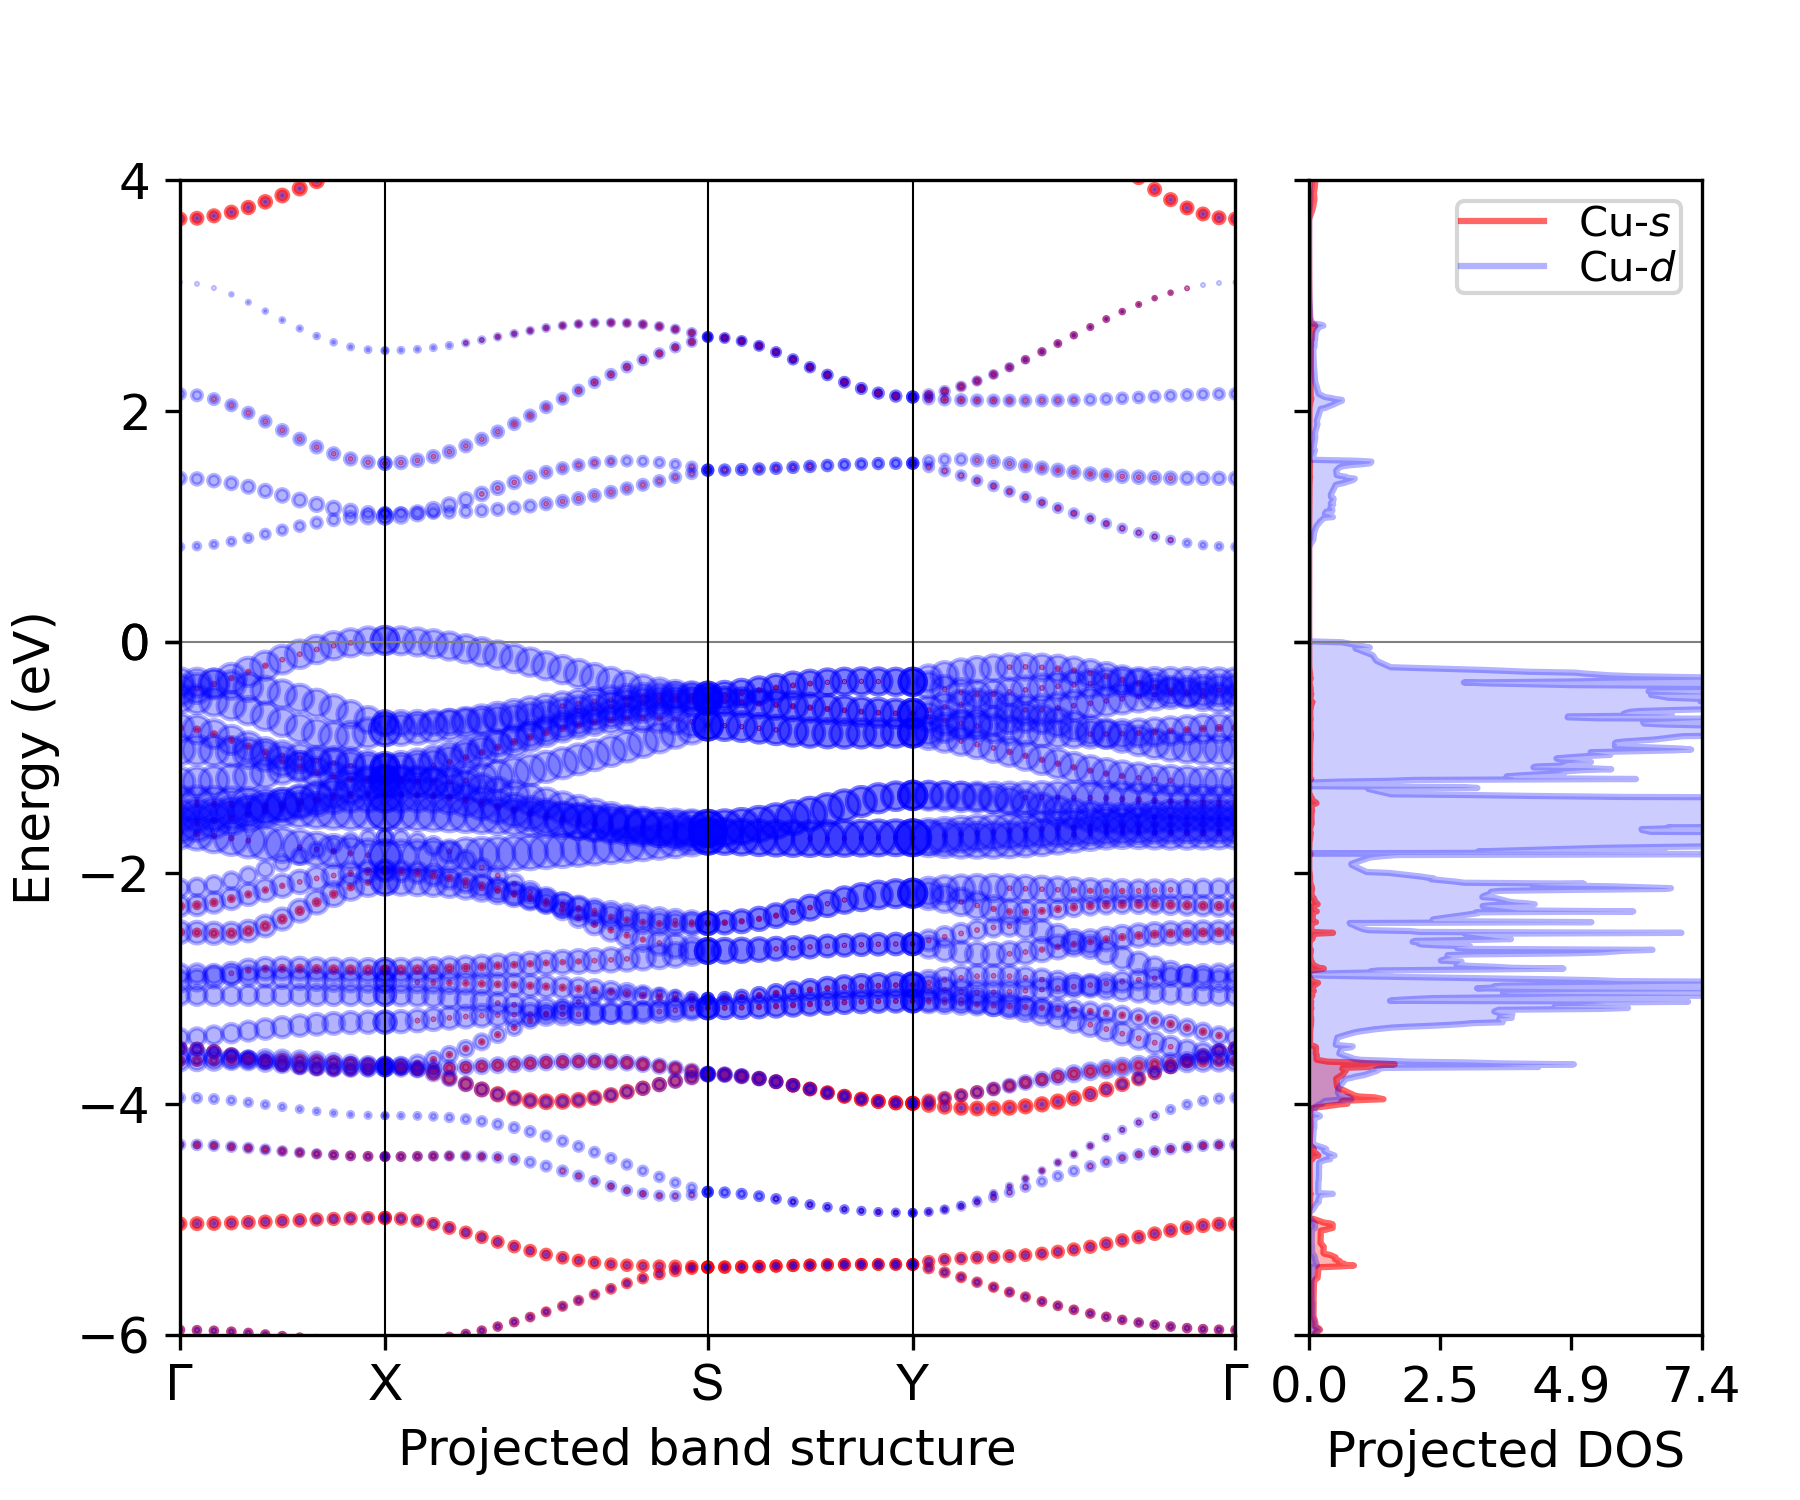 4
2
0
−2
−4
−6
Energy (eV)
Γ X S Y Γ
Projected band structure
Cu-s
Cu-d
0.0 2.5 4.9 7.4
Projected DOS